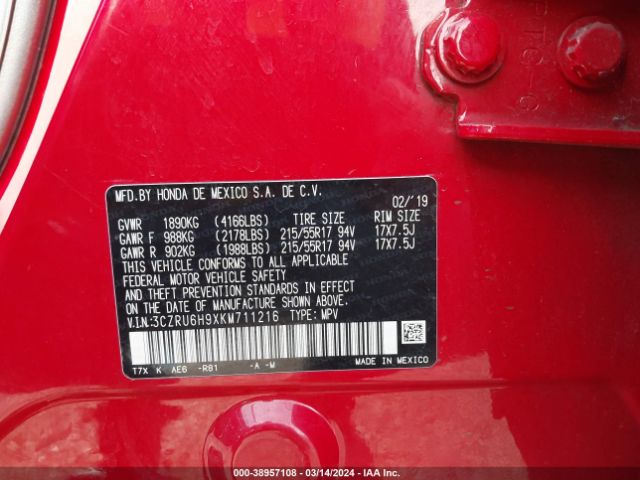 PTC-C
MFD.BY HONDA DE MEXICO S.A. DE C.V.
02/'19
GVWR 1890KG (4166LBS) TIRE SIZE RIM SIZE
GAWR F 988KG (2178LBS) 215/55R17 94V 17X7.5J
GAWR R 902KG (1988LBS) 215/55R17 94V 17X7.5J
THIS VEHICLE CONFORMS TO ALL APPLICABLE
FEDERAL MOTOR VEHICLE SAFETY
AND THEFT PREVENTION STANDARDS IN EFFECT
ON THE DATE OF MANUFACTURE SHOWN ABOVE.
V.I.N.:3CZRU6H9XKM711216 TYPE: MPV
T7X K AE6 -R81 -A -M MADE IN MEXICO
000-38957108 - 03/14/2024 - IAA Inc.